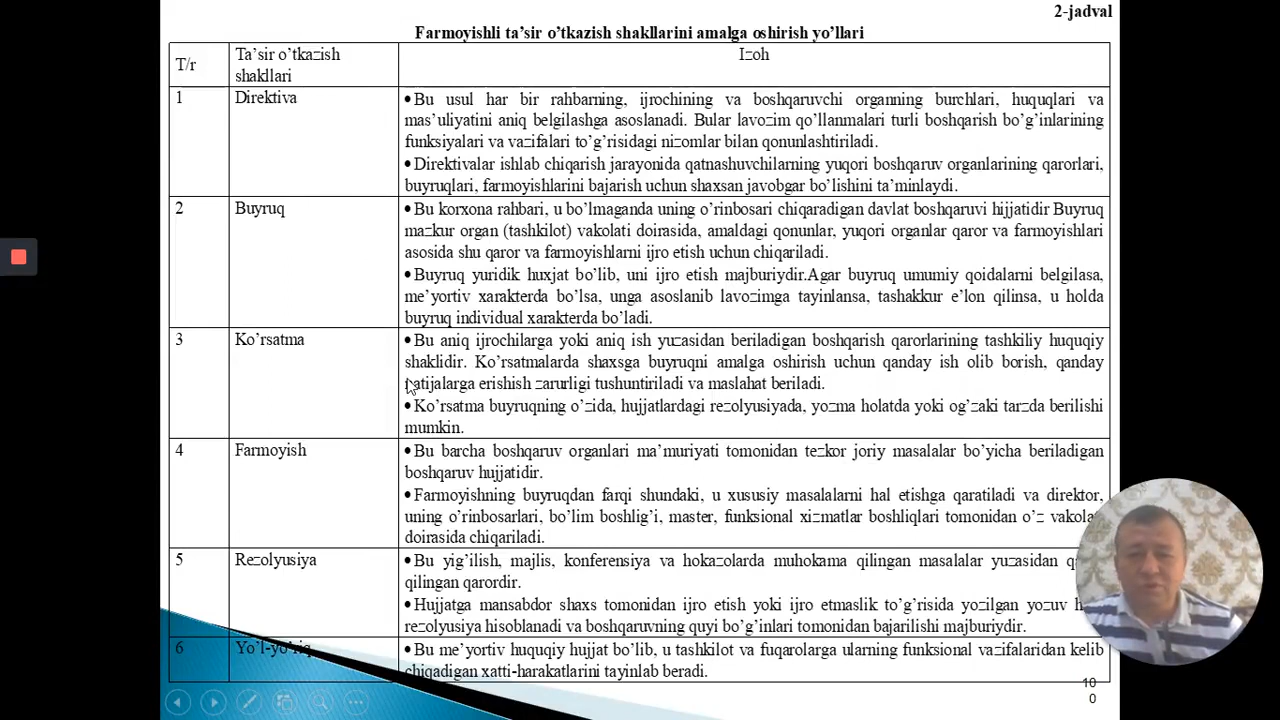 2-jadval
Farmoyishli ta’sir o’tkazish shakllarini amalga oshirish yo’llari
T/r
Ta’sir o’tkazish
shakllari
Izoh
1
Direktiva
•Bu usul har bir rahbarning, ijrochining va boshqaruvchi organning burchlari, huquqlari va
mas’uliyatini aniq belgilashga asoslanadi. Bular lavozim qo’llanmalari turli boshqarish bo’g’inlarining
funksiyalari va vazifalari to’g’risidagi nizomlar bilan qonunlashtiriladi.
•Direktivalar ishlab chiqarish jarayonida qatnashuvchilarning yuqori boshqaruv organlarining qarorlari,
buyruqlari, farmoyishlarini bajarish uchun shaxsan javobgar bo’lishini ta’minlaydi.
2
Buyruq
•Bu korxona rahbari, u bo’lmaganda uning o’rinbosari chiqaradigan davlat boshqaruvi hijjatidir Buyruq
mazkur organ (tashkilot) vakolati doirasida, amaldagi qonunlar, yuqori organlar qaror va farmoyishlari
asosida shu qaror va farmoyishlarni ijro etish uchun chiqariladi.
•Buyruq yuridik huxjat bo’lib, uni ijro etish majburiydir.Agar buyruq umumiy qoidalarni belgilasa,
me’yortiv xarakterda bo’lsa, unga asoslanib lavozimga tayinlansa, tashakkur e’lon qilinsa, u holda
buyruq individual xarakterda bo’ladi.
3
Ko’rsatma
•Bu aniq ijrochilarga yoki aniq ish yuzasidan beriladigan boshqarish qarorlarining tashkiliy huquqiy
shaklidir. Ko’rsatmalarda shaxsga buyruqni amalga oshirish uchun qanday ish olib borish, qanday
natijalarga erishish zarurligi tushuntiriladi va maslahat beriladi.
•Ko’rsatma buyruqning o’zida, hujjatlardagi rezolyusiyada, yozma holatda yoki og’zaki tarzda berilishi
mumkin.
4
Farmoyish
•Bu barcha boshqaruv organlari ma’muriyati tomonidan tezkor joriy masalalar bo’yicha beriladigan
boshqaruv hujjatidir.
•Farmoyishning buyruqdan farqi shundaki, u xususiy masalalarni hal etishga qaratiladi va direktor,
uning o’rinbosarlari, bo’lim boshlig’i, master, funksional xizmatlar boshliqlari tomonidan o’z
doirasida chiqariladi.
5
Rezolyusiya
•Bu yig’ilish, majlis, konferensiya va hokazolarda muhokama qilingan masalalar yuzasidan
qilingan qarordir.
•Hujjatga mansabdor shaxs tomonidan ijro etish yoki ijro etmaslik to’g’risida yozilgan yozuv
rezolyusiya hisoblanadi va boshqaruvning quyi bo’g’inlari tomonidan bajarilishi majburiydir.
6
Yo’l-yo’riq
•Bu me’yortiv huquqiy hujjat bo’lib, u tashkilot va fuqarolarga ularning funksional vazifalaridan kelib
chiqadigan xatti-harakatlarini tayinlab beradi.
10
0